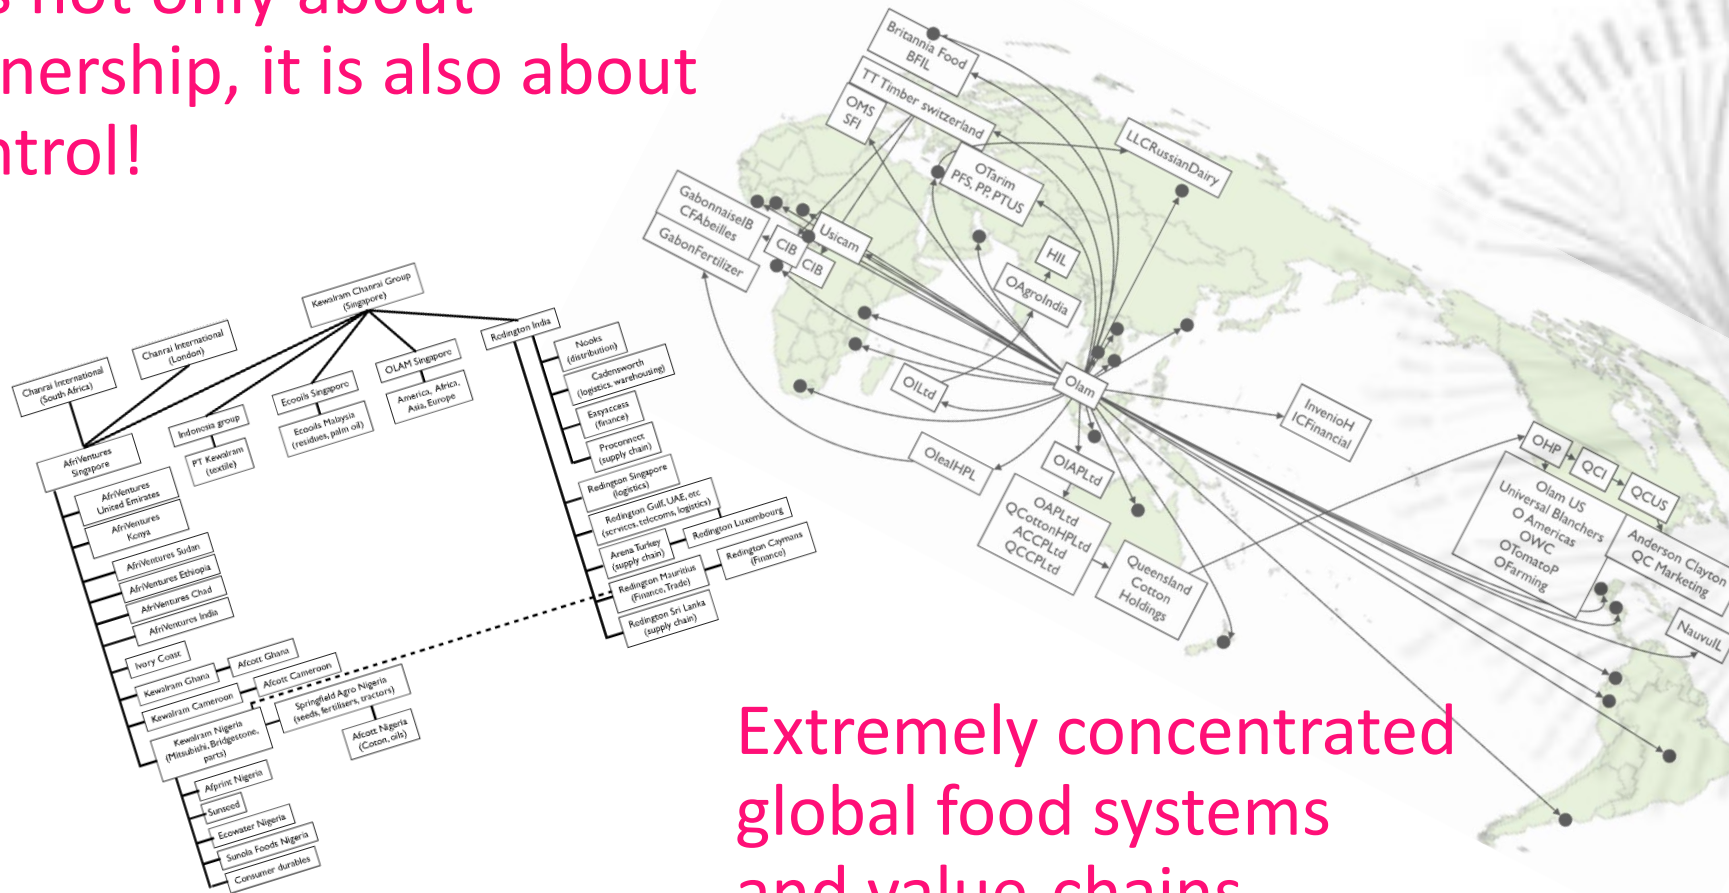 s not only about
nership, it is also about
ntrol!
Kewalram Chanrai Group
(Singapore)
Chanrai International
(London)
Chanrai International
(South Africa)
Redington India
OLAM Singapore
America, Africa,
Asia, Europe
Ecooils Singapore
Ecooils Malaysia
(residues, palm oil)
Indonesia group
PT Kewalram
(textile)
AfriVentures
Singapore
AfriVentures
United Emirates
AfriVentures
Kenya
AfriVentures Sudan
AfriVentures Ethiopia
AfriVentures Chad
AfriVentures India
Ivory Coast
Kewalram Ghana
Afcott Ghana
Kewalram Cameroon
Afcott Cameroon
Kewalram Nigeria
(Mitsubishi, Bridgestone,
parts)
Springfield Agro Nigeria
(seeds, fertilisers, tractors)
Afcott Nigeria
(Coton, oils)
Afprint Nigeria
Sunseed
Ecowater Nigeria
Sunola Foods Nigeria
Consumer durables
Nooks
(distribution)
Cadensworth
(logistics, warehousing)
Easyaccess
(finance)
Proconnect
(supply chain)
Redington Singapore
(logistics)
Redington Gulf, UAE, etc
(services, telecoms, logistics)
Arena Turkey
(supply chain)
Redington Luxembourg
Redington Mauritius
(Finance, Trade)
Redington Caymans
(Finance)
Redington Sri Lanka
(supply chain)
Britannia Food
BFIL
TT Timber switzerland
OMS
SFI
LLCRussianDairy
OTarim
PFS, PP, PTUS
GabonnaiseIB
CFAbeilles
GabonFertilizer
Usicam
CIB
CIB
HIL
OAgroIndia
OILtd
Olam
OlealHPL
OIAPLtd
OAPLtd
QCottonHPLtd
ACCPLtd
QCCPLtd
Queensland
Cotton
Holdings
InvenioH
ICFinancial
OHP
QCI
QCUS
Olam US
Universal Blanchers
O Americas
OWC
OTomatoP
OFarming
Anderson Clayton
QC Marketing
NauvuIL
Extremely concentrated
global food systems
and value-chains